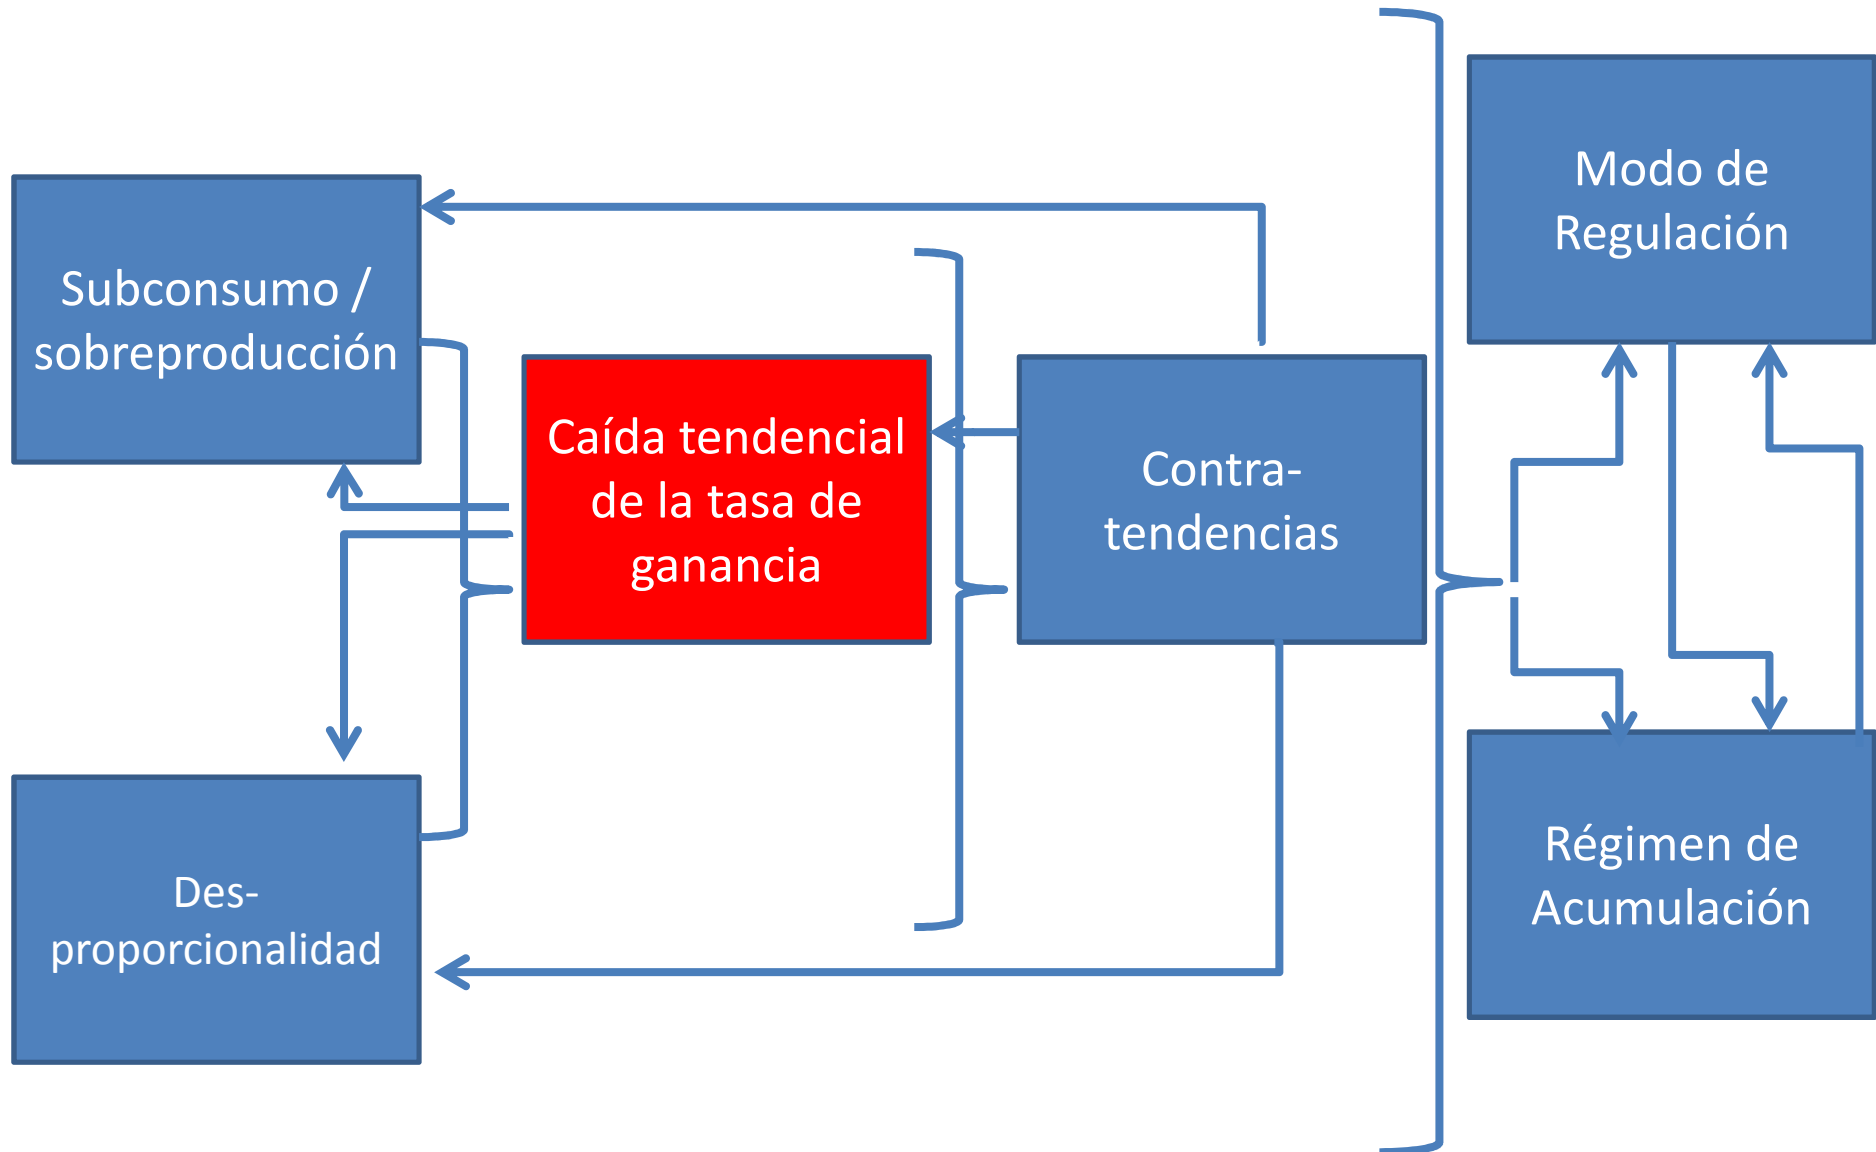 Subconsumo /
sobreproducción
Des-
proporcionalidad
Caída tendencial
de la tasa de
ganancia
Contra-
tendencias
Modo de
Regulación
Régimen de
Acumulación